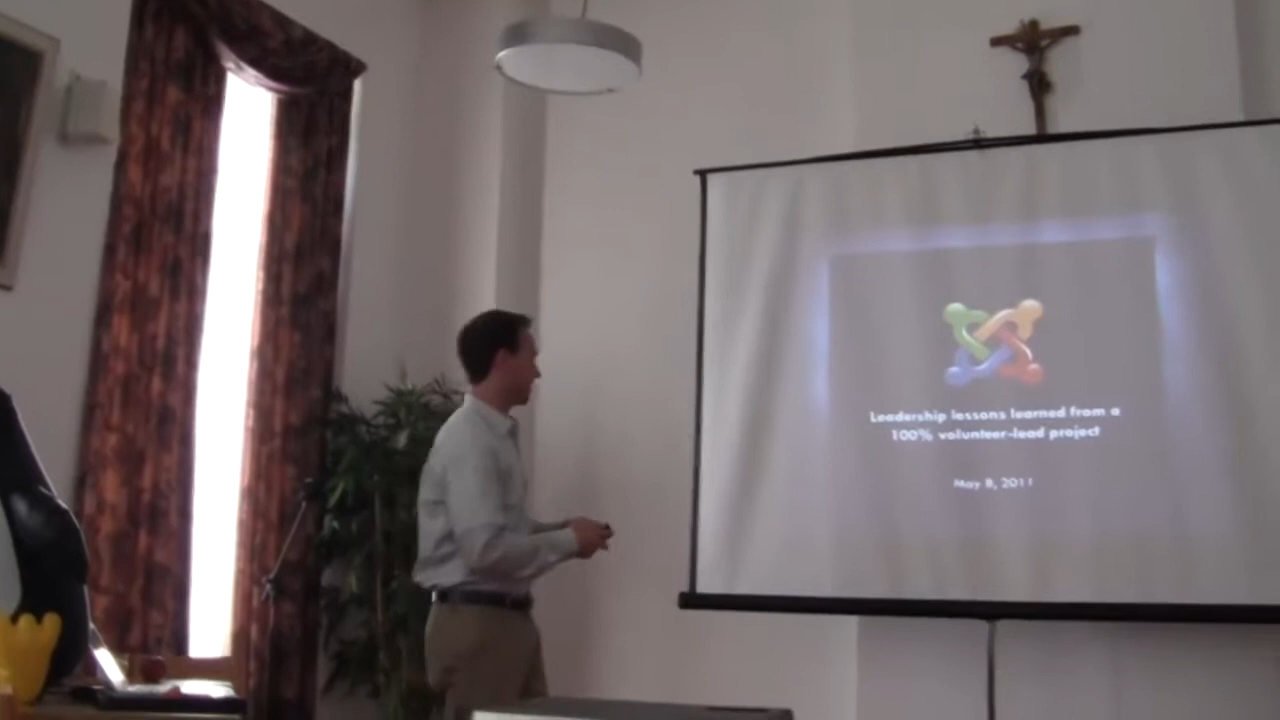 Leadership lessons learned from a
100% volunteer-lead project
May 8, 2011